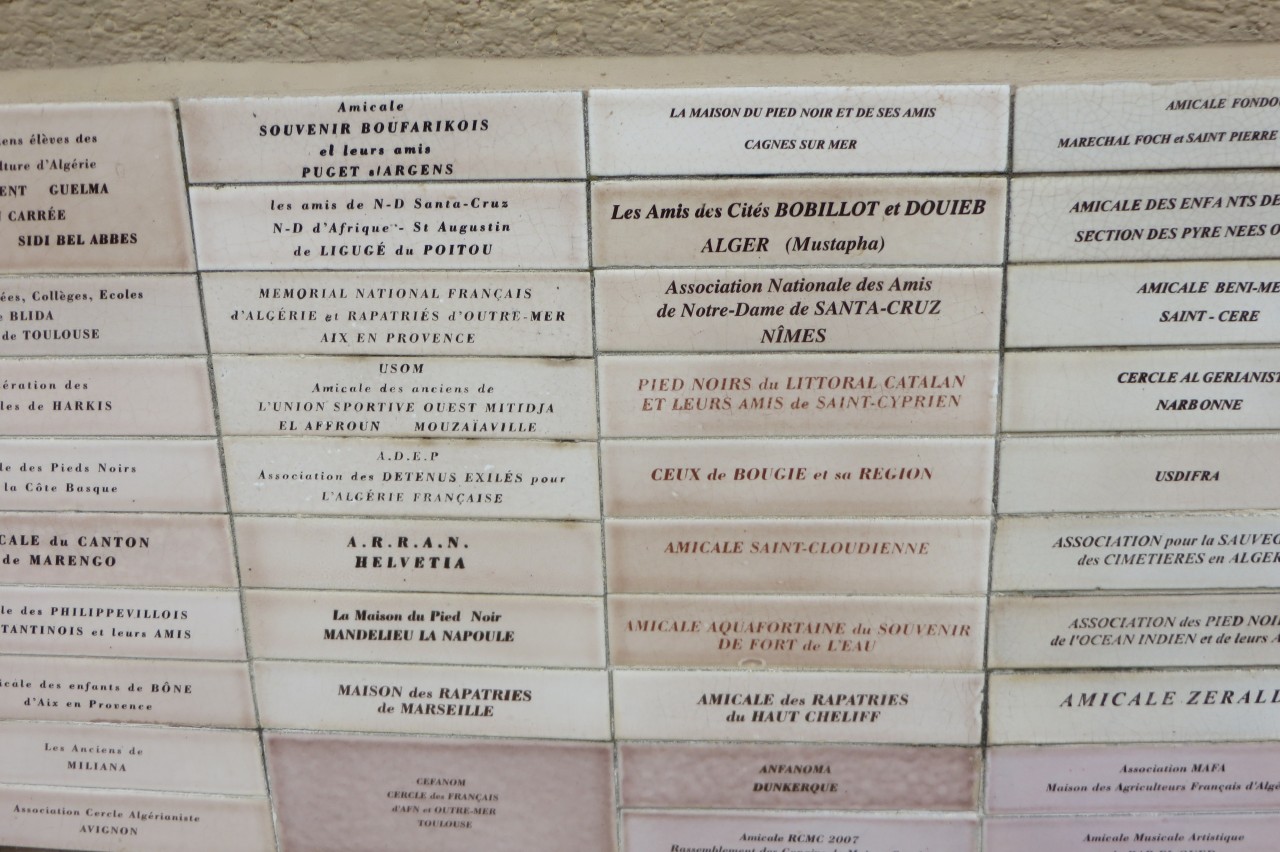 ens élèves des
lture d'Algérie
ENT GUELMA
CARRÉE
SIDI BEL ABBES
ées, Collèges, Ecoles
BLIDA
de TOULOUSE
ération des
les de HARKIS
le des Pieds Noirs
la Côte Basque
CALE du CANTON
de MARENGO
le des PHILIPPEVILLOIS
TANTINOIS et leurs AMIS
icale des enfants de BÔNE
d'Aix en Provence
Les Anciens de
MILIANA
Association Cercle Algérianiste
AVIGNON
Amicale
SOUVENIR BOUFARIKOIS
et leurs amis
PUGET s/ARGENS
les amis de N-D Santa-Cruz
N-D d'Afrique - St Augustin
de LIGUGÉ du POITOU
MEMORIAL NATIONAL FRANÇAIS
d'ALGÉRIE et RAPATRIÉS d'OUTRE-MER
AIX EN PROVENCE
USOM
Amicale des anciens de
L'UNION SPORTIVE OUEST MITIDJA
EL AFFROUN MOUZAÏAVILLE
A.D.E.P
Association des DETENUS EXILÉS pour
L'ALGÉRIE FRANÇAISE
A.R.R.A.N.
HELVETIA
La Maison du Pied Noir
MANDELIEU LA NAPOULE
MAISON des RAPATRIES
de MARSEILLE
CEFANOM
CERCLE des FRANÇAIS
d'AFN et OUTRE-MER
TOULOUSE
LA MAISON DU PIED NOIR ET DE SES AMIS
CAGNES SUR MER
Les Amis des Cités BOBILLOT et DOUIEB
ALGER (Mustapha)
Association Nationale des Amis
de Notre-Dame de SANTA-CRUZ
NÎMES
PIED NOIRS du LITTORAL CATALAN
ET LEURS AMIS de SAINT-CYPRIEN
CEUX de BOUGIE et sa REGION
AMICALE SAINT-CLOUDIENNE
AMICALE AQUAFORTAINE du SOUVENIR
DE FORT de L'EAU
AMICALE des RAPATRIES
du HAUT CHELIFF
ANFANOMA
DUNKERQUE
Amicale RCMC 2007
AMICALE FONDO
MARECHAL FOCH et SAINT PIERRE
AMICALE DES ENFANTS DE
SECTION DES PYRENEES O
AMICALE BENI-ME
SAINT-CERE
CERCLE ALGERIANIST
NARBONNE
USDIFRA
ASSOCIATION pour la SAUVEG
des CIMETIERES en ALGER
ASSOCIATION des PIED NOI
de l'OCEAN INDIEN et de leurs A
AMICALE ZERALL
Association MAFA
Maison des Agriculteurs Français d'Algé
Amicale Musicale Artistique